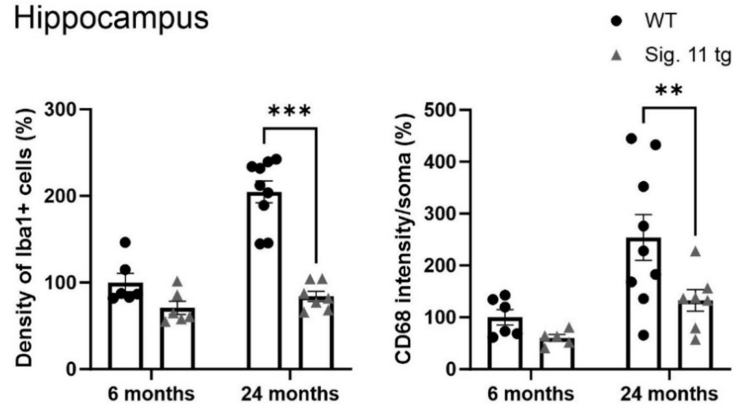 Hippocampus
WT
Sig. 11 tg
Density of Iba1+ cells (%)
300
200
100
0
***
6 months
24 months
CD68 intensity/soma (%)
500
400
300
200
100
0
**
6 months
24 months